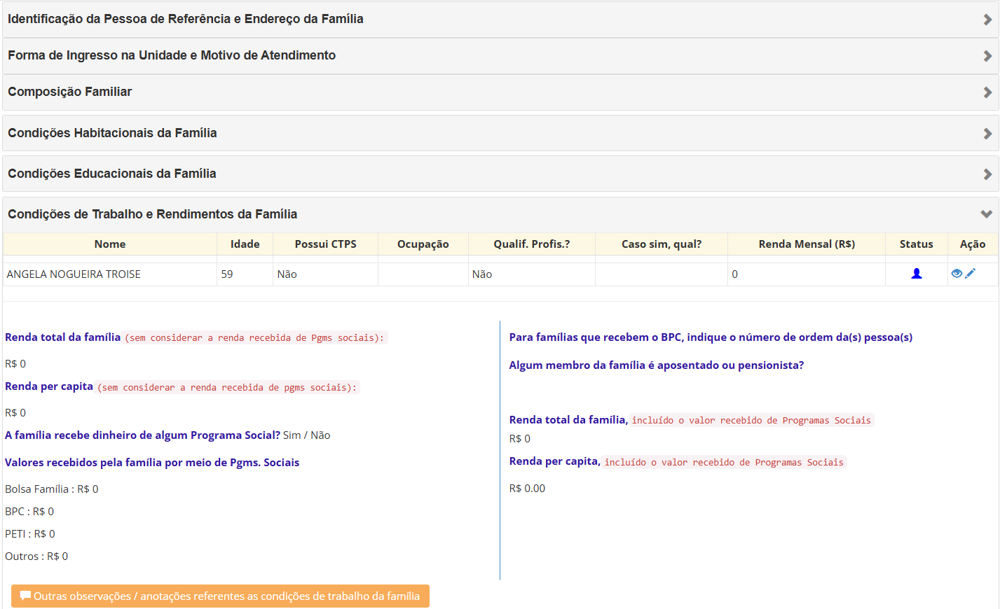 Identificação da Pessoa de Referência e Endereço da Família
Forma de Ingresso na Unidade e Motivo de Atendimento
Composição Familiar
Condições Habitacionais da Família
Condições Educacionais da Família
Condições de Trabalho e Rendimentos da Família
Nome Idade Possui CTPS Ocupação Qualif. Profis.? Caso sim, qual? Renda Mensal (R$) Status Ação
ANGELA NOGUEIRA TROISE 59 Não Não 0
Renda total da família (sem considerar a renda recebida de Pgms sociais):
R$ 0
Renda per capita (sem considerar a renda recebida de pgms sociais):
R$ 0
A família recebe dinheiro de algum Programa Social? Sim / Não
Valores recebidos pela família por meio de Pgms. Sociais
Bolsa Família : R$ 0
BPC : R$ 0
PETI : R$ 0
Outros : R$ 0
Para famílias que recebem o BPC, indique o número de ordem da(s) pessoa(s)
Algum membro da família é aposentado ou pensionista?
Renda total da família, incluído o valor recebido de Programas Sociais
R$ 0
Renda per capita, incluído o valor recebido de Programas Sociais
R$ 0.00
Outras observações / anotações referentes as condições de trabalho da família